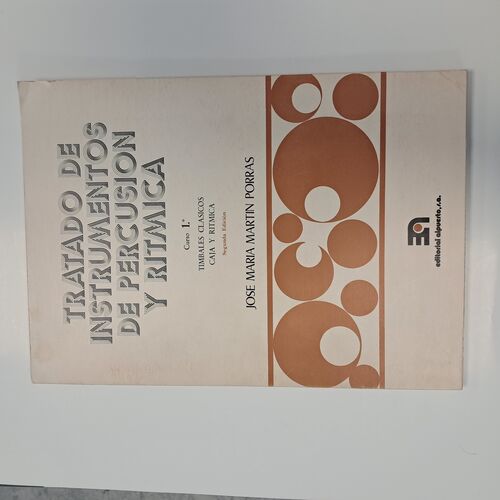 TRATADO DE
INSTRUMENTOS
DE PERCUSION
Y RITMICA
Curso 1.º
TIMBALES CLASICOS
CAJA Y RITMICA
Segunda Edición
JOSE MARIA MARTIN PORRAS
editorial alpuerto, s.a.